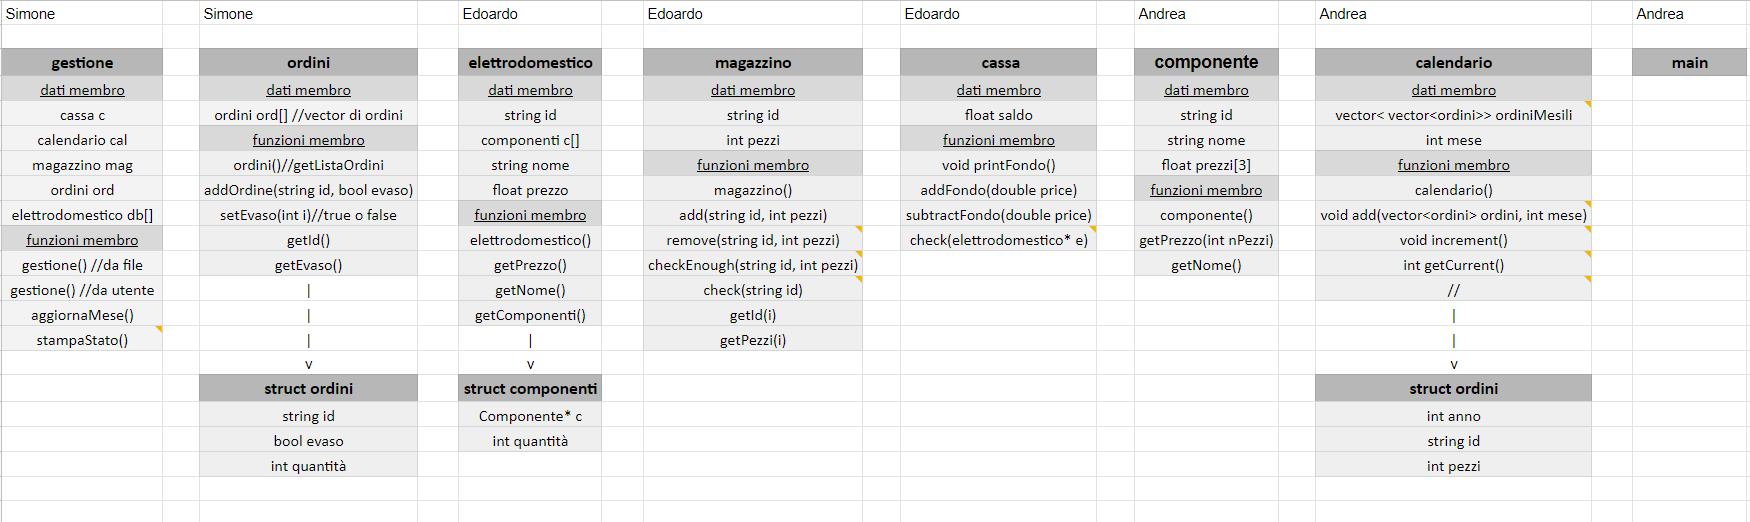 Simone Simone Edoardo Edoardo Edoardo Andrea Andrea Andrea
gestione ordini elettrodomestico magazzino cassa componente calendario main
dati membro dati membro dati membro dati membro dati membro dati membro dati membro
cassa c ordini ord[] //vector di ordini string id string id float saldo string id vector< vector<ordini>> ordiniMesili
calendario cal funzioni membro componenti c[] int pezzi funzioni membro string nome int mese
magazzino mag ordini()//getListaOrdini string nome funzioni membro void printFondo() float prezzi[3] funzioni membro
ordini ord addOrdine(string id, bool evaso) float prezzo magazzino() addFondo(double price) funzioni membro calendario()
elettrodomestico db[] setEvaso(int i)//true o false funzioni membro add(string id, int pezzi) subtractFondo(double price) componente() void add(vector<ordini> ordini, int mese)
funzioni membro getId() elettrodomestico() remove(string id, int pezzi) check(elettrodomestico* e) getPrezzo(int nPezzi) void increment()
gestione() //da file getEvaso() getPrezzo() checkEnough(string id, int pezzi) getNome() int getCurrent()
gestione() //da utente | getNome() check(string id) //
aggiornaMese() | getComponenti() getId(i) |
stampaStato() | | getPezzi(i) |
v v v
struct ordini struct componenti struct ordini
string id Componente* c int anno
bool evaso int quantità string id
int quantità int pezzi